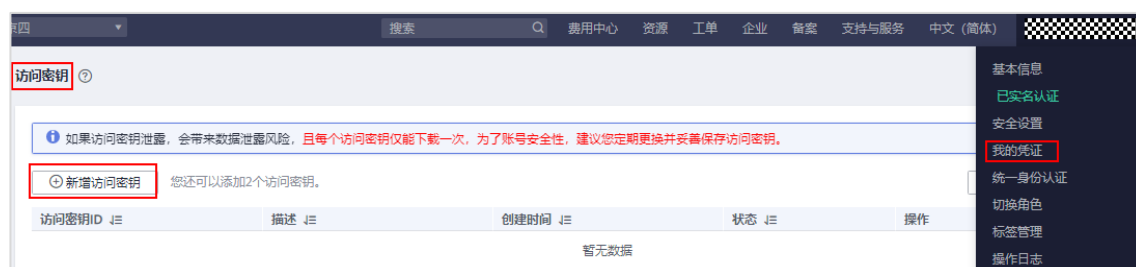 京四 搜索 费用中心 资源 工单 企业 备案 支持与服务 中文 (简体)
访问密钥
如果访问密钥泄露，会带来数据泄露风险，且每个访问密钥仅能下载一次，为了账号安全性，建议您定期更换并妥善保存访问密钥。
新增访问密钥 您还可以添加2个访问密钥。
访问密钥ID 描述 创建时间 状态 操作
暂无数据
基本信息
已实名认证
安全设置
我的凭证
统一身份认证
切换角色
标签管理
操作日志